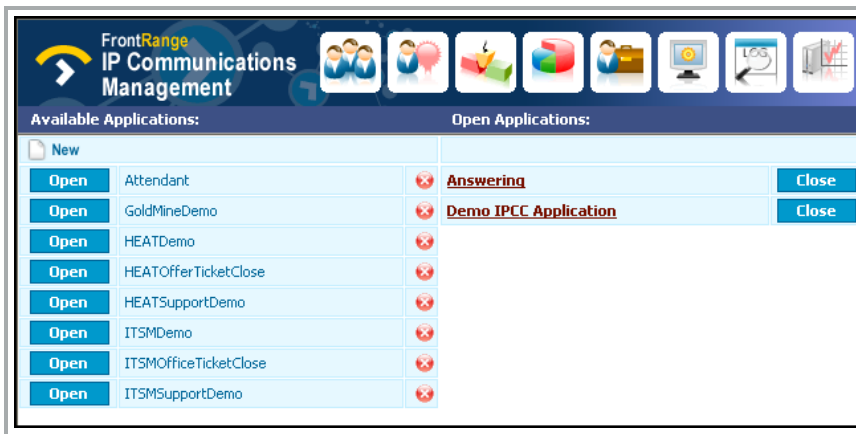 FrontRange
IP Communications
Management
LOG
Available Applications: Open Applications:
New
Open Attendant Answering Close
Open GoldMineDemo Demo IPCC Application Close
Open HEATDemo
Open HEATOfferTicketClose
Open HEATSupportDemo
Open ITSMDemo
Open ITSMOfficeTicketClose
Open ITSMSupportDemo